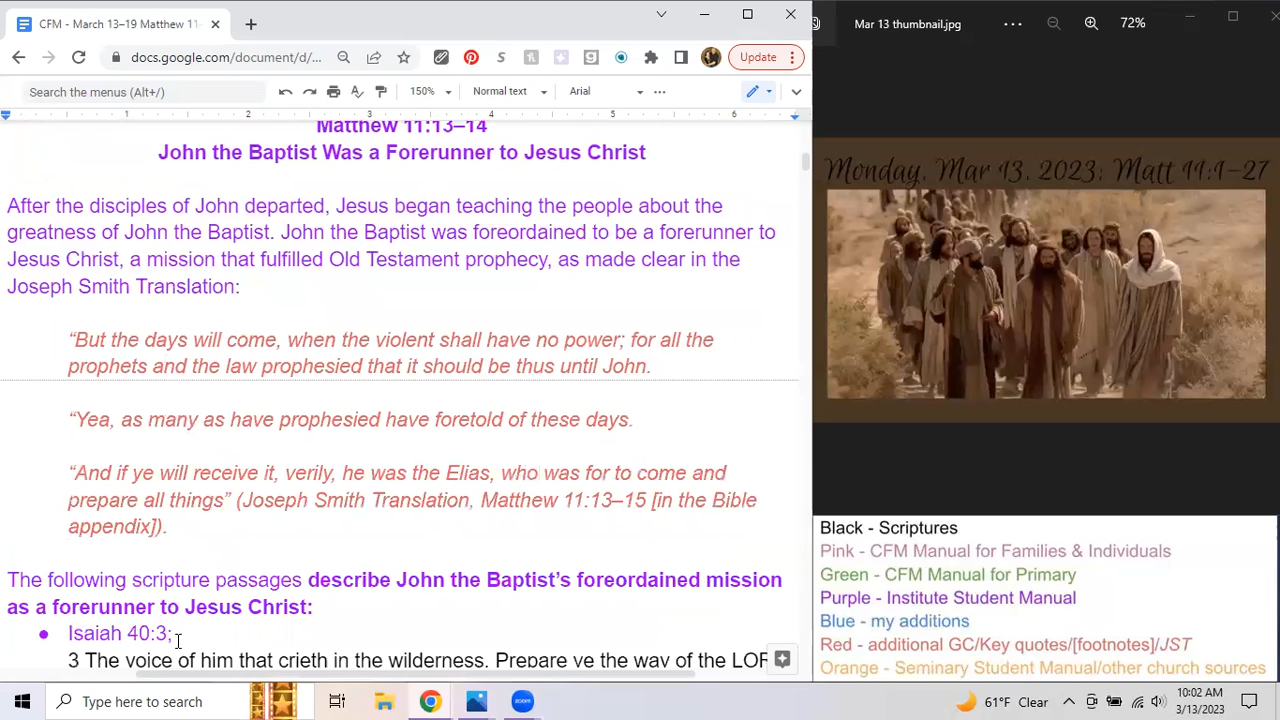 CFM - March 13–19 Matthew 11-
Mar 13 thumbnail.jpg
72%
docs.google.com/document/d/...
Update
Search the menus (Alt+/)
150%
Normal text
Arial
1 2 3 4 5 6
Matthew 11:13–14
John the Baptist Was a Forerunner to Jesus Christ
After the disciples of John departed, Jesus began teaching the people about the
greatness of John the Baptist. John the Baptist was foreordained to be a forerunner to
Jesus Christ, a mission that fulfilled Old Testament prophecy, as made clear in the
Joseph Smith Translation:
“But the days will come, when the violent shall have no power; for all the
prophets and the law prophesied that it should be thus until John.
“Yea, as many as have prophesied have foretold of these days.
“And if ye will receive it, verily, he was the Elias, who was for to come and
prepare all things” (Joseph Smith Translation, Matthew 11:13–15 [in the Bible
appendix]).
The following scripture passages describe John the Baptist’s foreordained mission
as a forerunner to Jesus Christ:
● Isaiah 40:3;
3 The voice of him that crieth in the wilderness, Prepare ye the way of the LOR
Monday, Mar 13, 2023: Matt 11:1-27
Black - Scriptures
Pink - CFM Manual for Families & Individuals
Green - CFM Manual for Primary
Purple - Institute Student Manual
Blue - my additions
Red - additional GC/Key quotes/[footnotes]/JST
Orange - Seminary Student Manual/other church sources
Type here to search
61°F Clear
10:02 AM
3/13/2023